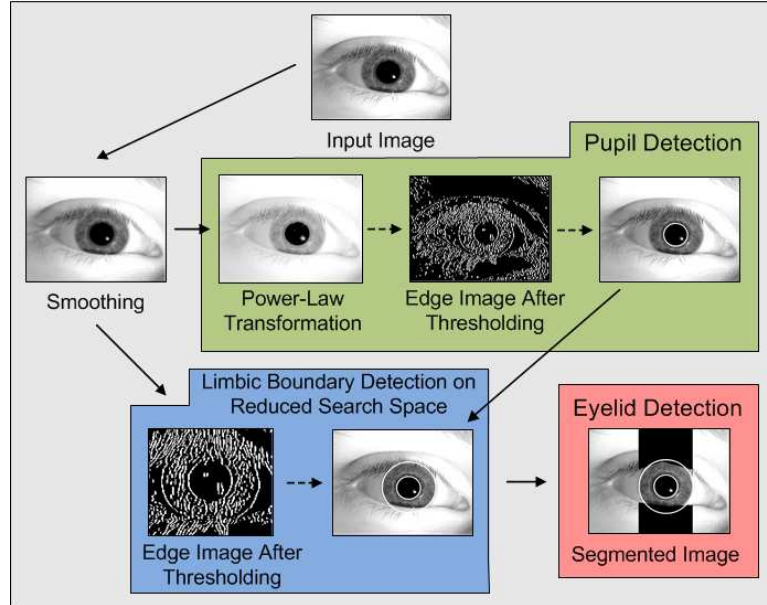 Input Image
Pupil Detection
Smoothing
Power-Law
Transformation
Edge Image After
Thresholding
Limbic Boundary Detection on
Reduced Search Space
Edge Image After
Thresholding
Eyelid Detection
Segmented Image